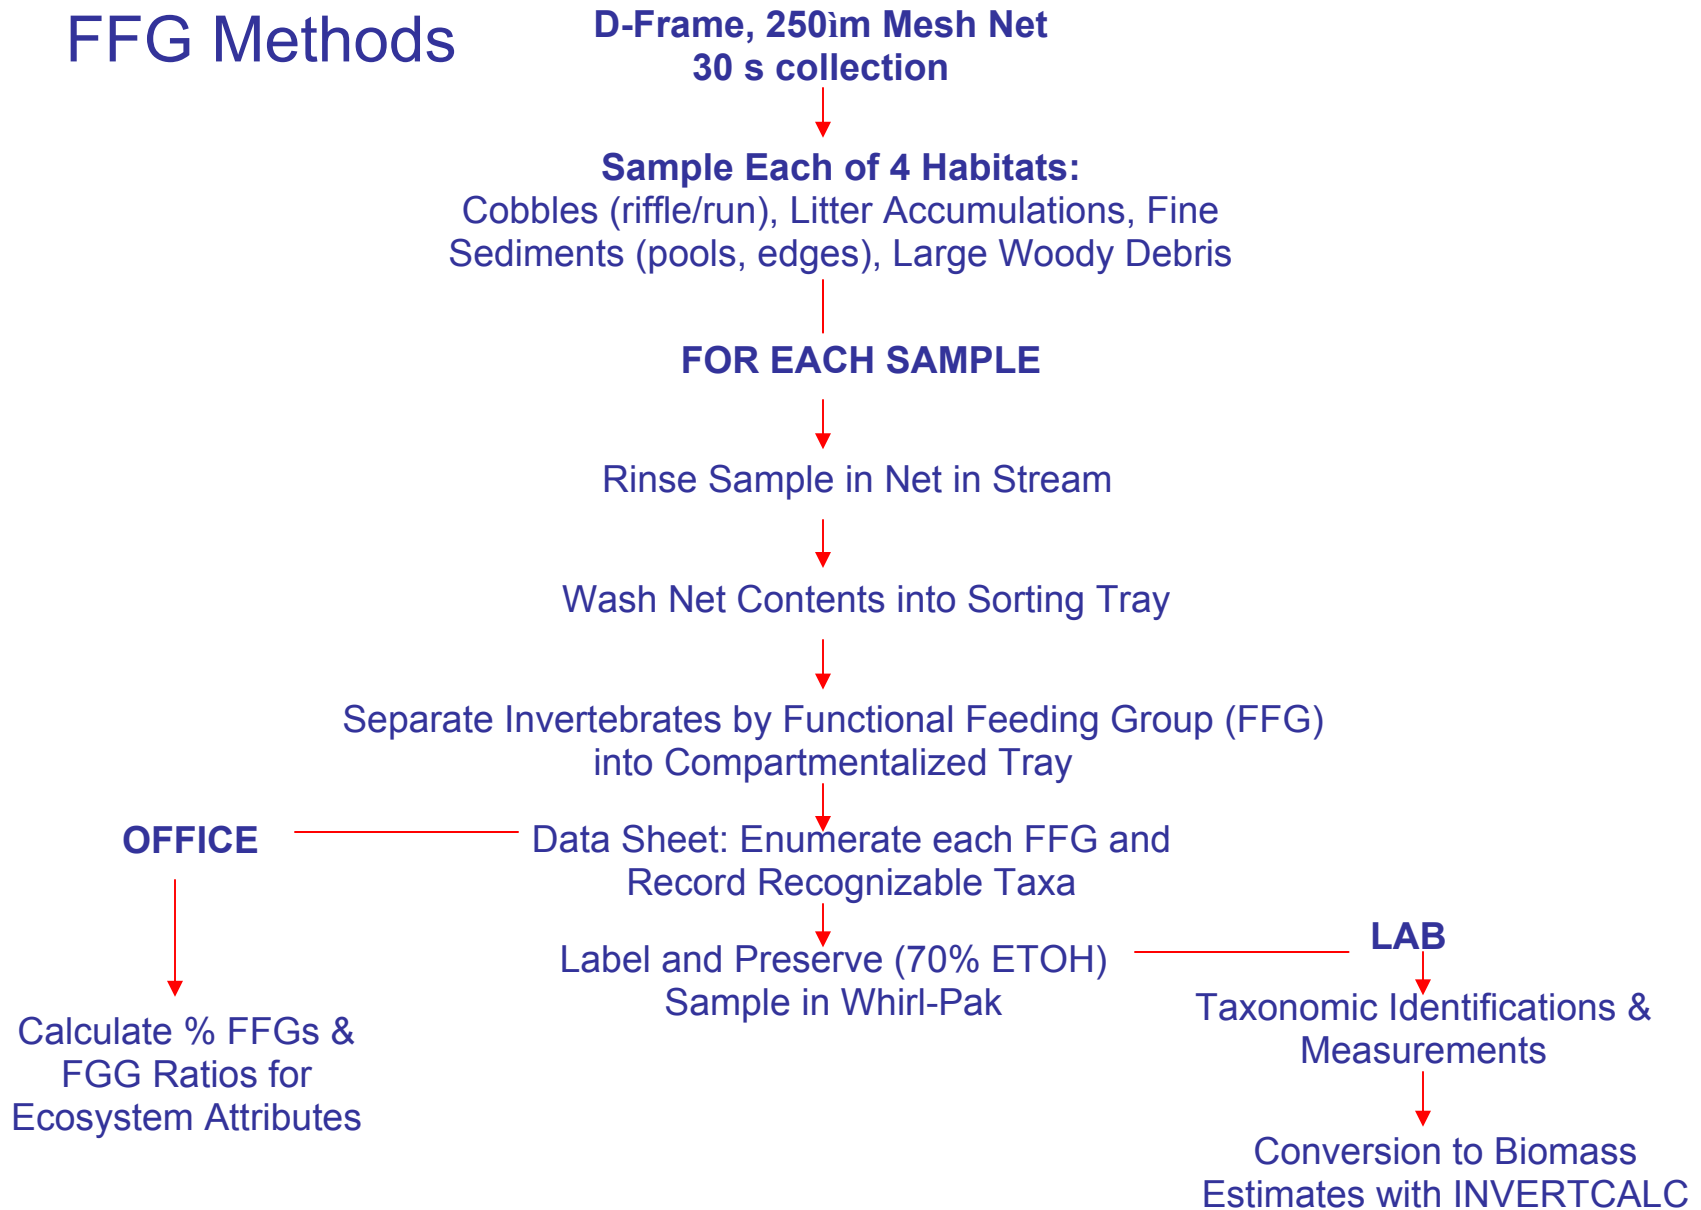 FFG Methods
D-Frame, 250ìm Mesh Net
30 s collection
Sample Each of 4 Habitats:
Cobbles (riffle/run), Litter Accumulations, Fine
Sediments (pools, edges), Large Woody Debris
FOR EACH SAMPLE
Rinse Sample in Net in Stream
Wash Net Contents into Sorting Tray
Separate Invertebrates by Functional Feeding Group (FFG)
into Compartmentalized Tray
OFFICE
Data Sheet: Enumerate each FFG and
Record Recognizable Taxa
Label and Preserve (70% ETOH)
Sample in Whirl-Pak
LAB
Taxonomic Identifications &
Measurements
Calculate % FFGs &
FGG Ratios for
Ecosystem Attributes
Conversion to Biomass
Estimates with INVERTCALC